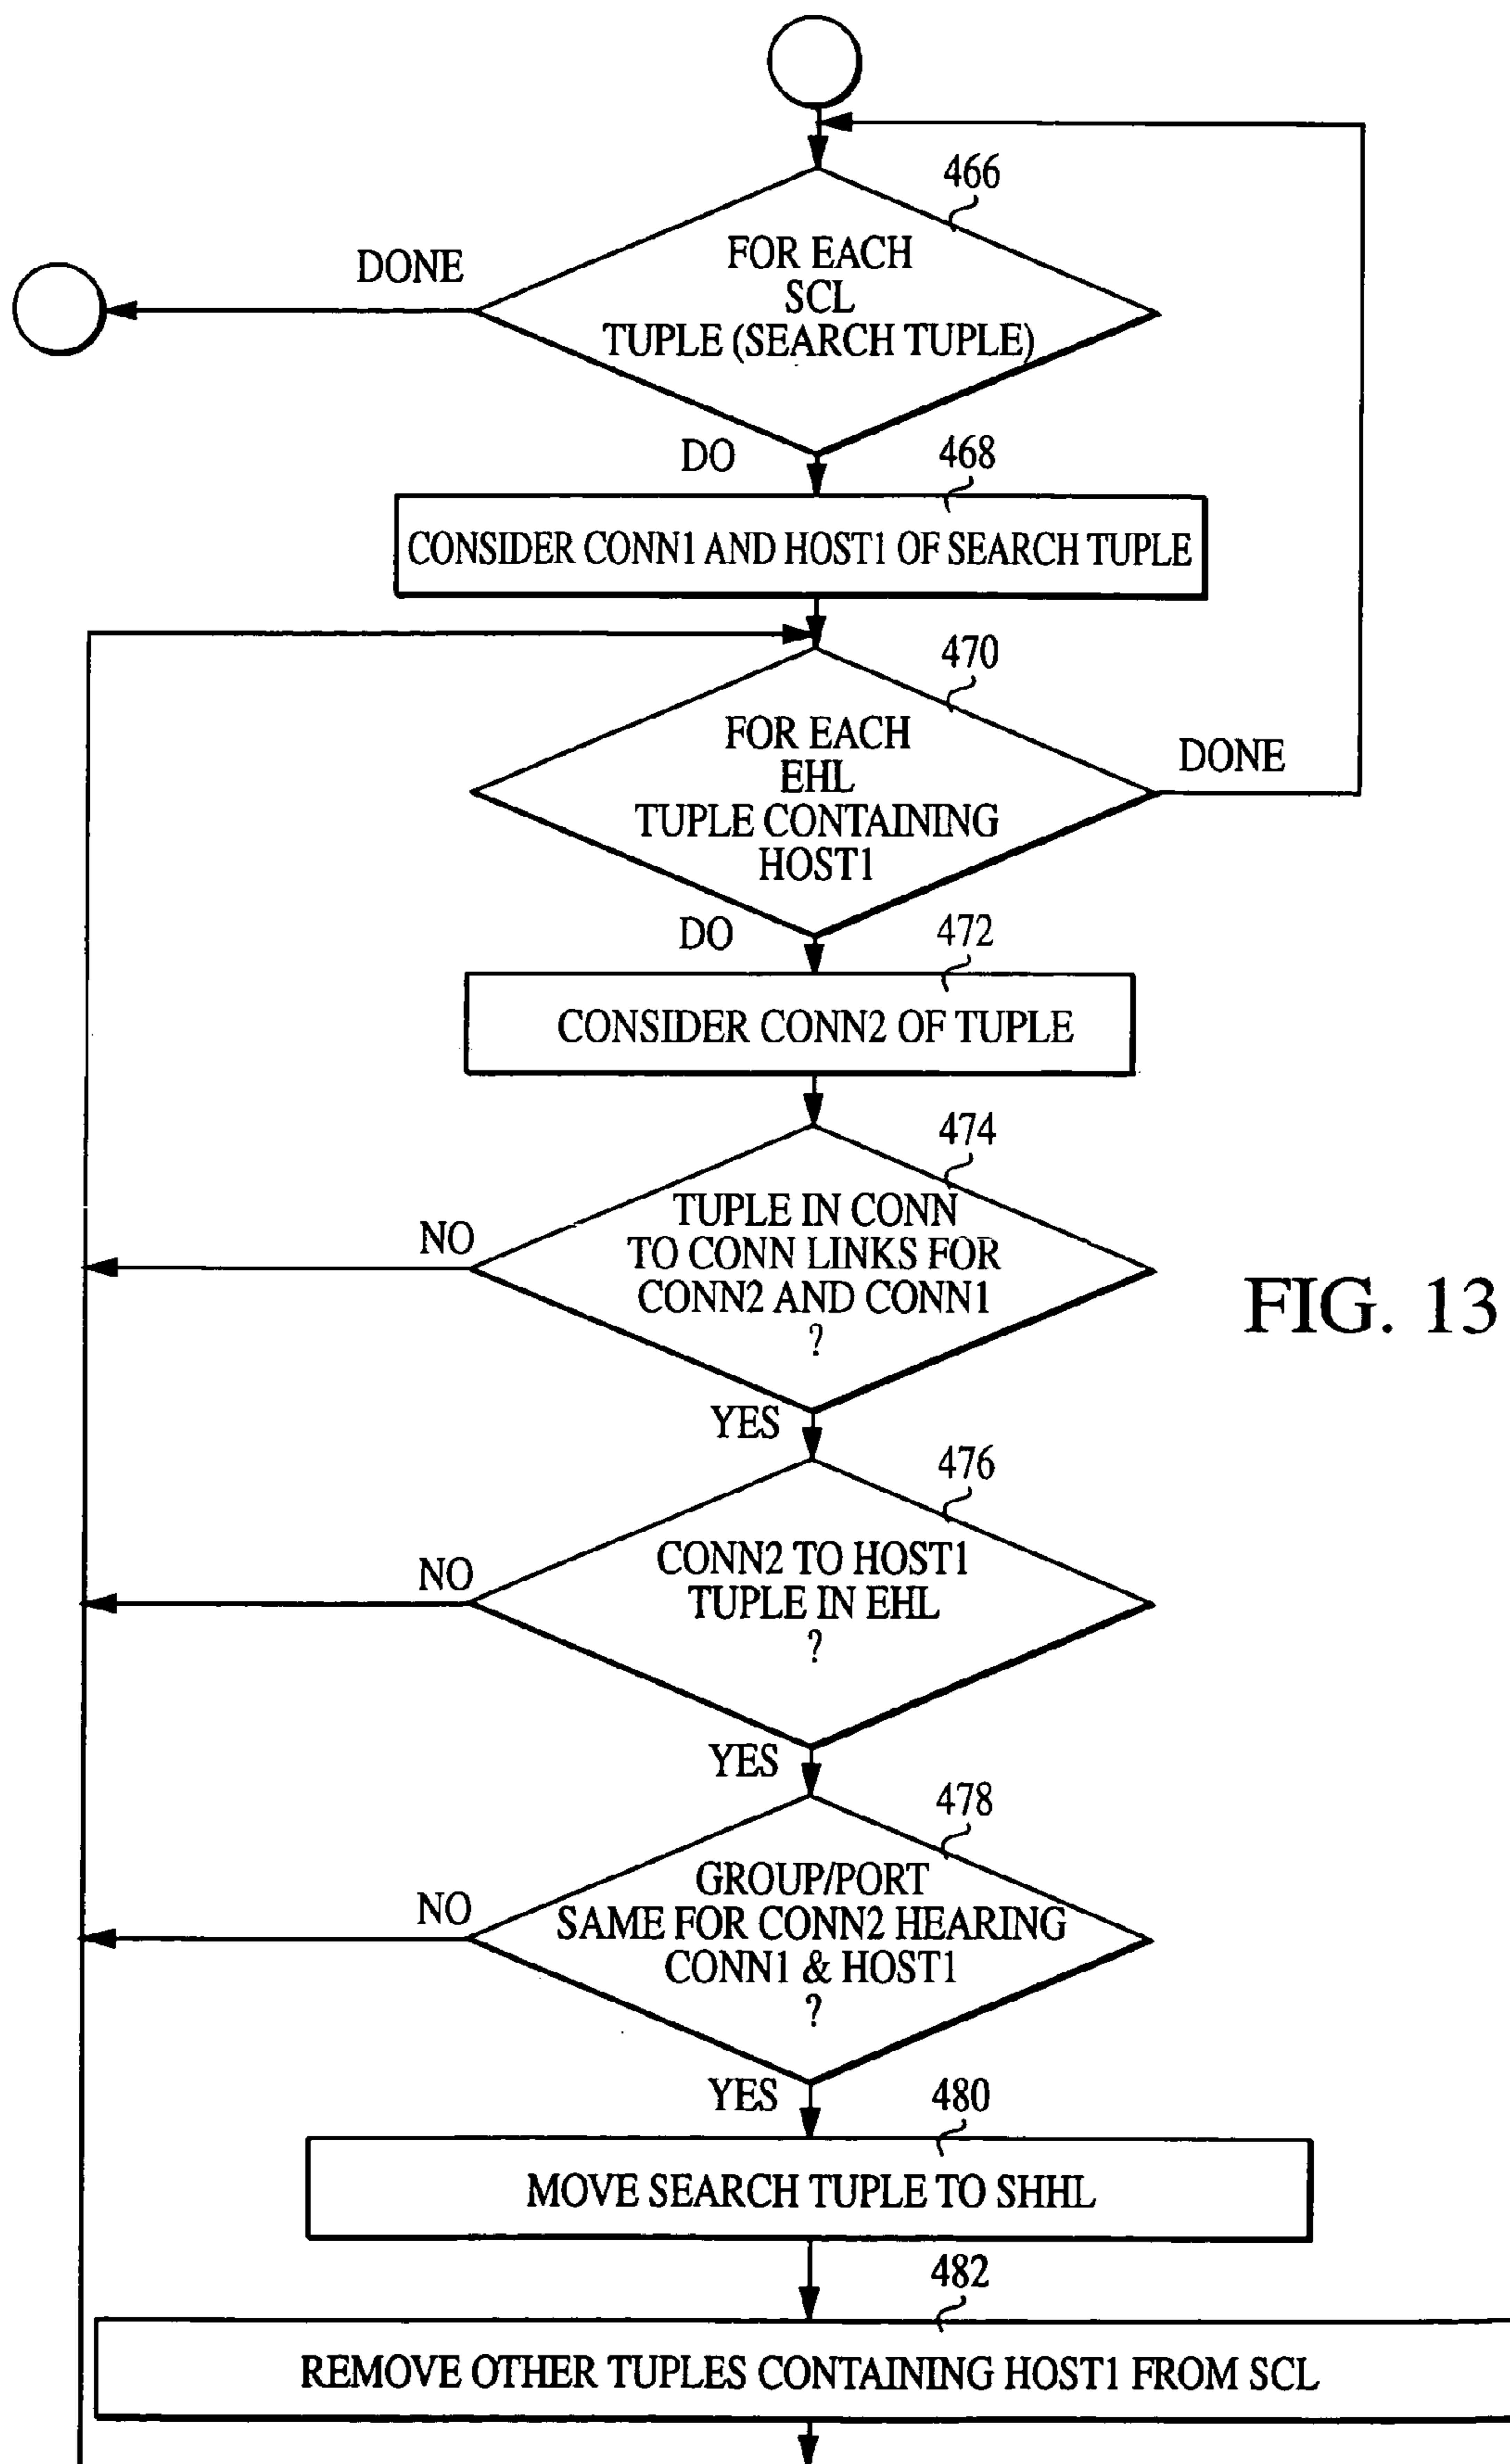 466
FOR EACH
SCL
TUPLE (SEARCH TUPLE)
DONE
DO
468
CONSIDER CONN1 AND HOST1 OF SEARCH TUPLE
470
FOR EACH
EHL
TUPLE CONTAINING
HOST1
DONE
DO
472
CONSIDER CONN2 OF TUPLE
474
TUPLE IN CONN
TO CONN LINKS FOR
CONN2 AND CONN1
?
NO
FIG. 13
YES
476
CONN2 TO HOST1
TUPLE IN EHL
?
NO
YES
478
GROUP/PORT
SAME FOR CONN2 HEARING
CONN1 & HOST1
?
NO
YES
480
MOVE SEARCH TUPLE TO SHHL
482
REMOVE OTHER TUPLES CONTAINING HOST1 FROM SCL